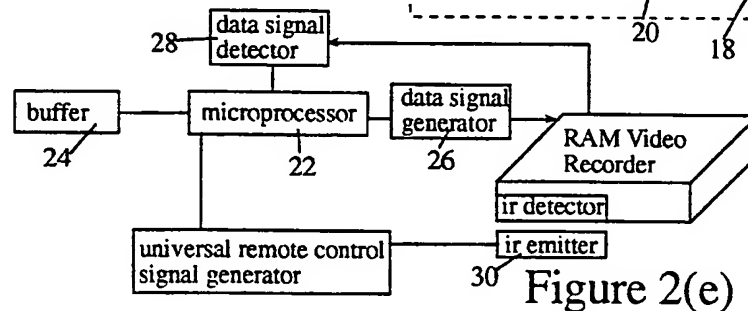 20
18
28
data signal
detector
buffer
24
microprocessor
22
data signal
generator
26
RAM Video
Recorder
ir detector
universal remote control
signal generator
ir emitter
30
Figure 2(e)